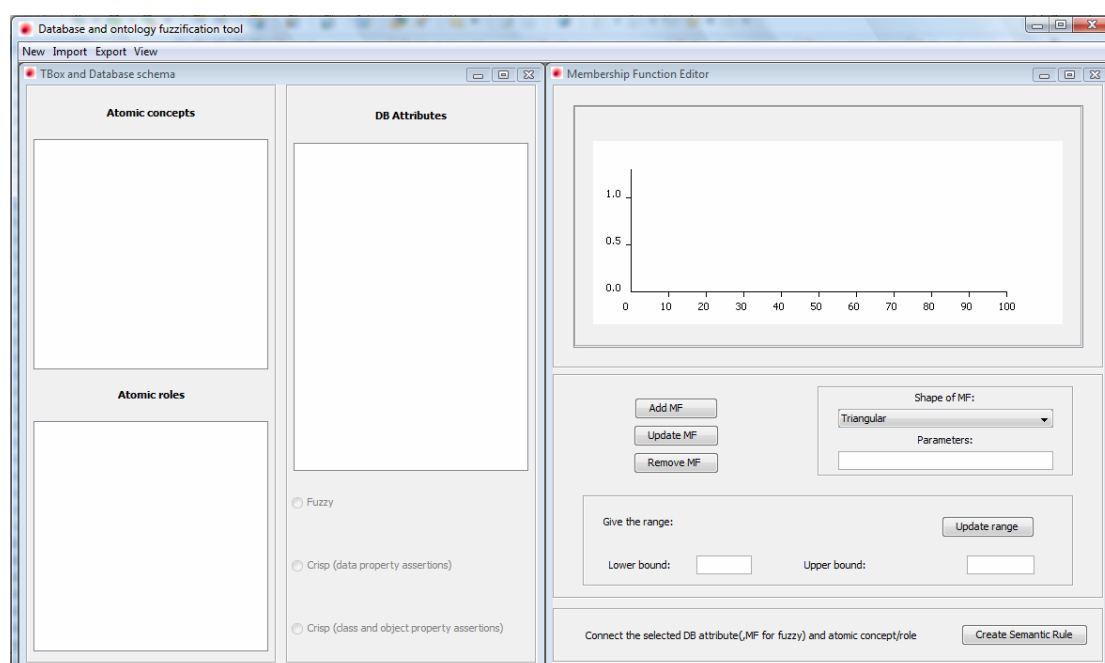 Database and ontology fuzzification tool
New Import Export View
TBox and Database schema
Atomic concepts
DB Attributes
Atomic roles
Fuzzy
Crisp (data property assertions)
Crisp (class and object property assertions)
Membership Function Editor
1.0
0.5
0.0
0 10 20 30 40 50 60 70 80 90 100
Add MF
Update MF
Remove MF
Shape of MF:
Triangular
Parameters:
Give the range:
Update range
Lower bound:
Upper bound:
Connect the selected DB attribute(,MF for fuzzy) and atomic concept/role
Create Semantic Rule